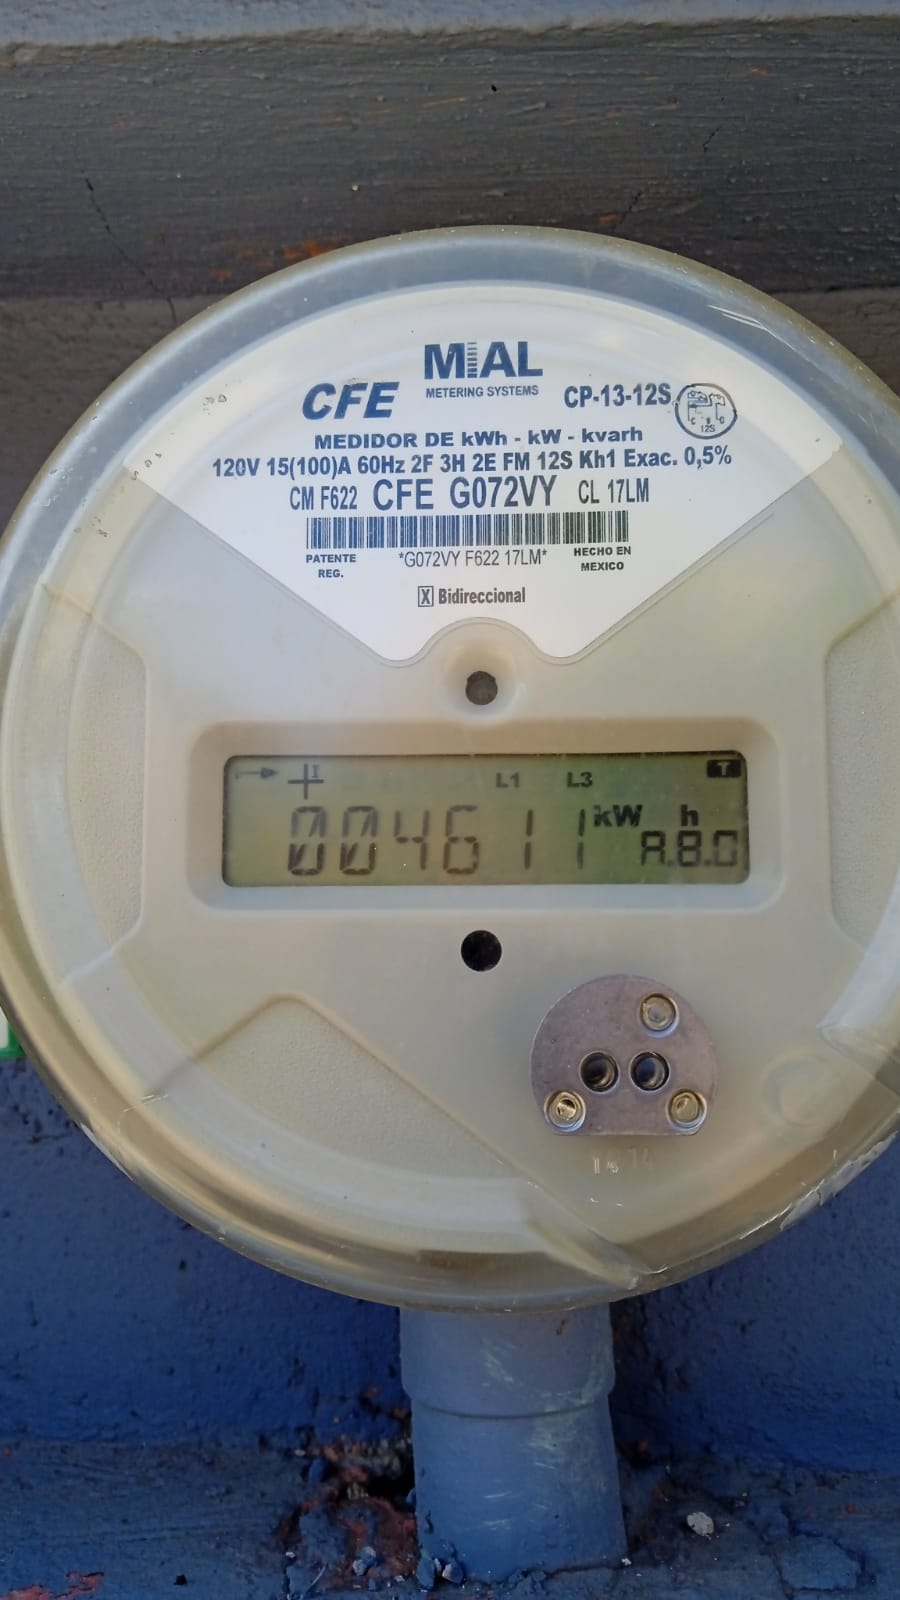 MIAL
METERING SYSTEMS
CFE
CP-13-12S
12S
MEDIDOR DE kWh - kW - kvarh
120V 15(100)A 60Hz 2F 3H 2E FM 12S Kh1 Exac. 0,5%
CM F622 CFE G072VY CL 17LM
PATENTE REG.
*G072VY F622 17LM*
HECHO EN MEXICO
X Bidireccional
L1 L3 T
004611 kW h A.8.0